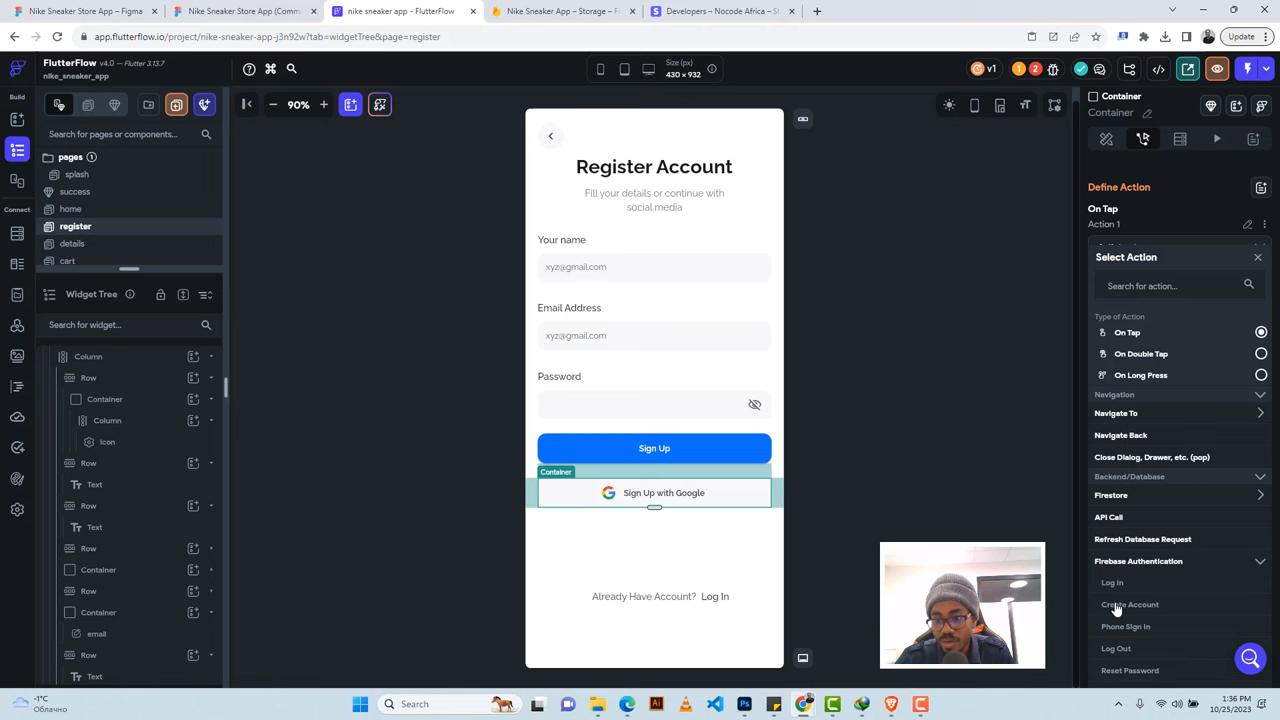 Nike Sneaker Store App – Figma
Nike Sneaker Store App (Comm
nike sneaker app - FlutterFlow
Nike Sneaker Storage – Fi
Developers – Nocode Africa – S
app.flutterflow.io/project/nike-sneaker-app-j3n92w?tab=widgetTree&page=register
Update
FlutterFlow v4.0 Flutter 3.13.7
nike_sneaker_app
Size (px)
430 × 932
v1
1
2
Build
90%
Container
Container
Search for pages or components...
pages 1
splash
success
home
register
details
cart
Connect
Widget Tree
Search for widget...
Column
Row
Container
Column
Icon
Row
Text
Row
Text
Row
Container
Row
Container
email
Row
Text
Register Account
Fill your details or continue with
social media
Your name
xyz@gmail.com
Email Address
xyz@gmail.com
Password
Sign Up
Container
Sign Up with Google
Already Have Account? Log In
Define Action
On Tap
Action 1
Select Action
Search for action...
Type of Action
On Tap
On Double Tap
On Long Press
Navigation
Navigate To
Navigate Back
Close Dialog, Drawer, etc. (pop)
Backend/Database
Firestore
API Call
Refresh Database Request
Firebase Authentication
Log In
Create Account
Phone Sign In
Log Out
Reset Password
-1°C
Облачно
Search
1:36 PM
10/25/2023